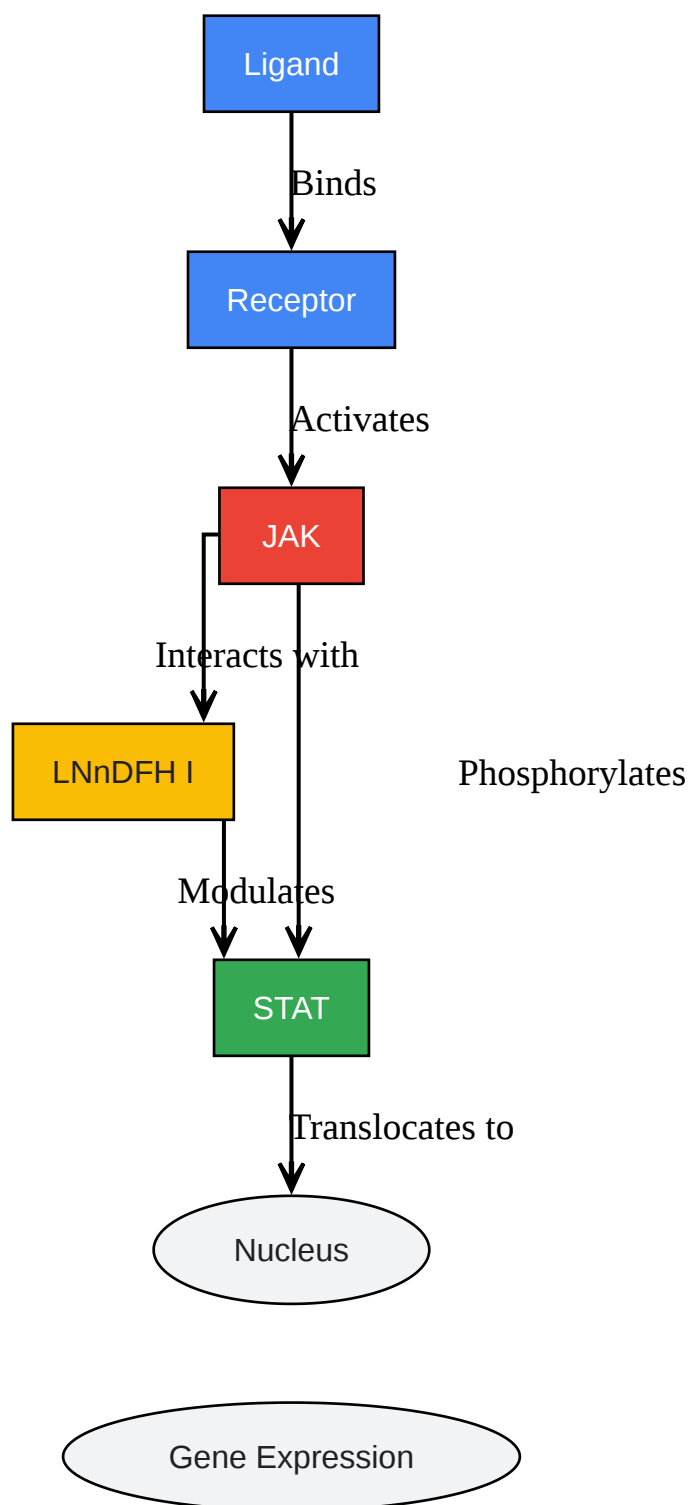 Ligand
Binds
Receptor
Activates
JAK
Interacts with
LNnDFH I
Phosphorylates
Modulates
STAT
Translocates to
Nucleus
Gene Expression